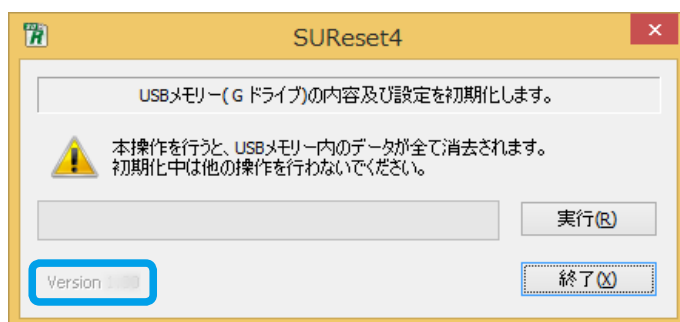 SUReset4
USBメモリー( G ドライブ)の内容及び設定を初期化します。
本操作を行うと、USBメモリー内のデータが全て消去されます。
初期化中は他の操作を行わないでください。
実行(R)
Version
終了(X)